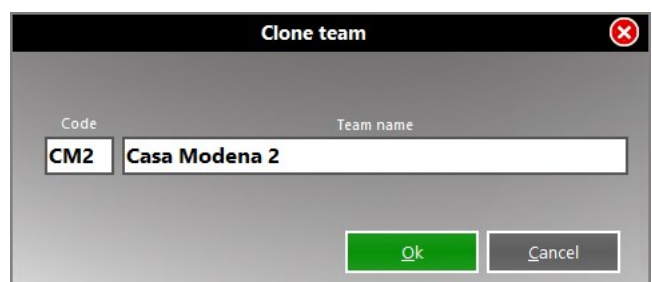 Clone team
Code Team name
CM2 Casa Modena 2
Ok Cancel